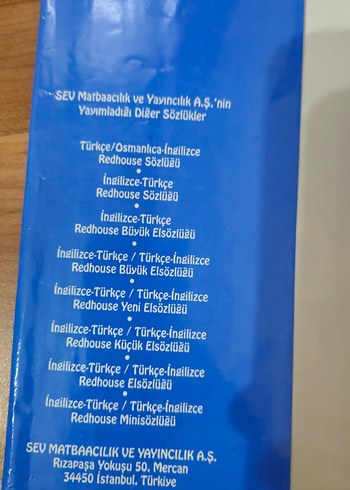 SEV Matbaacılık ve Yayıncılık A.Ş.'nin
Yayımladığı Diğer Sözlükler
Türkçe/Osmanlıca-İngilizce
Redhouse Sözlüğü
•
İngilizce-Türkçe
Redhouse Sözlüğü
•
İngilizce-Türkçe
Redhouse Büyük Elsözlüğü
•
İngilizce-Türkçe / Türkçe-İngilizce
Redhouse Büyük Elsözlüğü
•
İngilizce-Türkçe / Türkçe-İngilizce
Redhouse Yeni Elsözlüğü
•
İngilizce-Türkçe / Türkçe-İngilizce
Redhouse Küçük Elsözlüğü
•
İngilizce-Türkçe / Türkçe-İngilizce
Redhouse Elsözlüğü
•
İngilizce-Türkçe / Türkçe-İngilizce
Redhouse Minisözlüğü
SEV MATBAACILIK VE YAYINCILIK A.Ş.
Rızapaşa Yokuşu 50, Mercan
34450 İstanbul, Türkiye